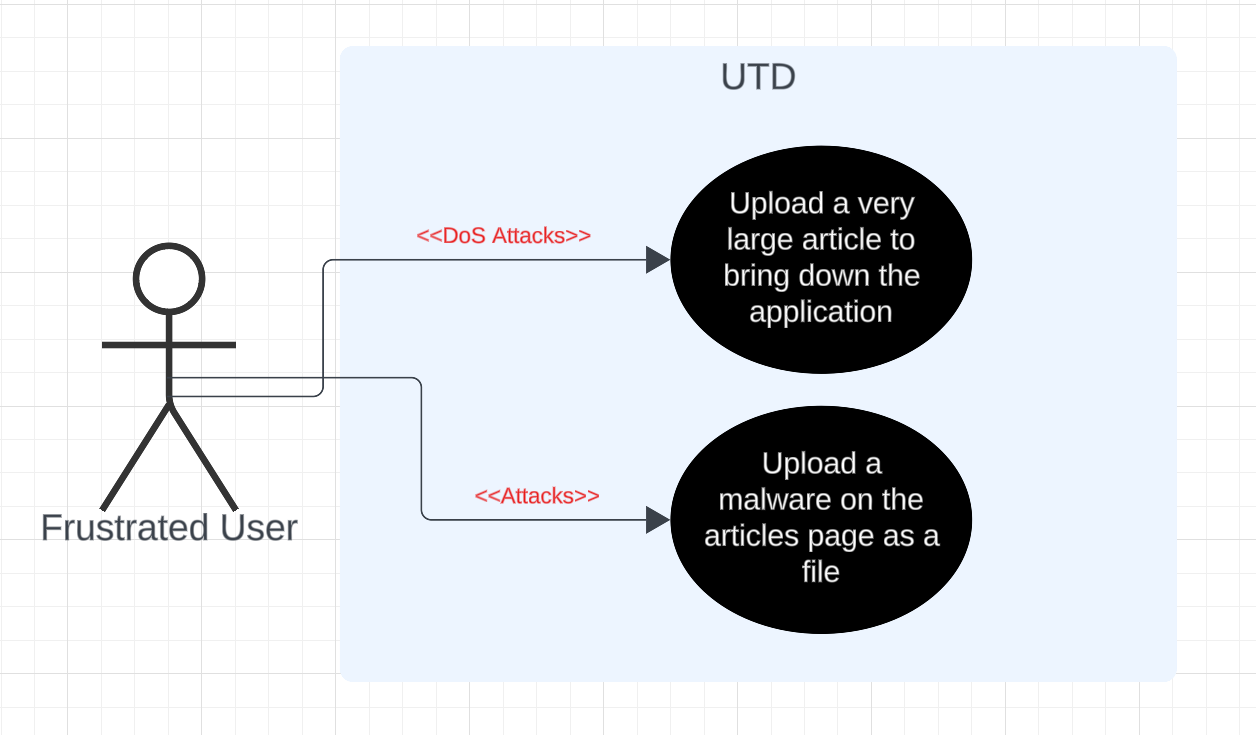 UTD
<<DoS Attacks>>
Upload a very
large article to
bring down the
application
<<Attacks>>
Upload a
malware on the
articles page as a
file
Frustrated User